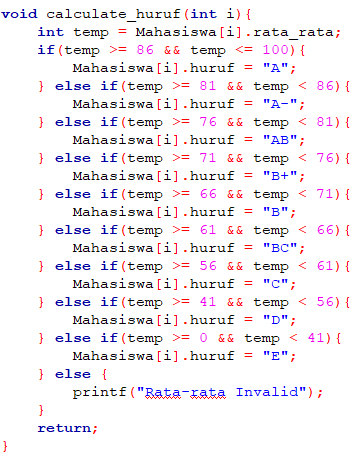 void calculate_huruf(int i){
    int temp = Mahasiswa[i].rata_rata;
    if(temp >= 86 && temp <= 100){
        Mahasiswa[i].huruf = "A";
    } else if(temp >= 81 && temp < 86){
        Mahasiswa[i].huruf = "A-";
    } else if(temp >= 76 && temp < 81){
        Mahasiswa[i].huruf = "AB";
    } else if(temp >= 71 && temp < 76){
        Mahasiswa[i].huruf = "B+";
    } else if(temp >= 66 && temp < 71){
        Mahasiswa[i].huruf = "B";
    } else if(temp >= 61 && temp < 66){
        Mahasiswa[i].huruf = "BC";
    } else if(temp >= 56 && temp < 61){
        Mahasiswa[i].huruf = "C";
    } else if(temp >= 41 && temp < 56){
        Mahasiswa[i].huruf = "D";
    } else if(temp >= 0 && temp < 41){
        Mahasiswa[i].huruf = "E";
    } else {
        printf("Rata-rata Invalid");
    }
    return;
}